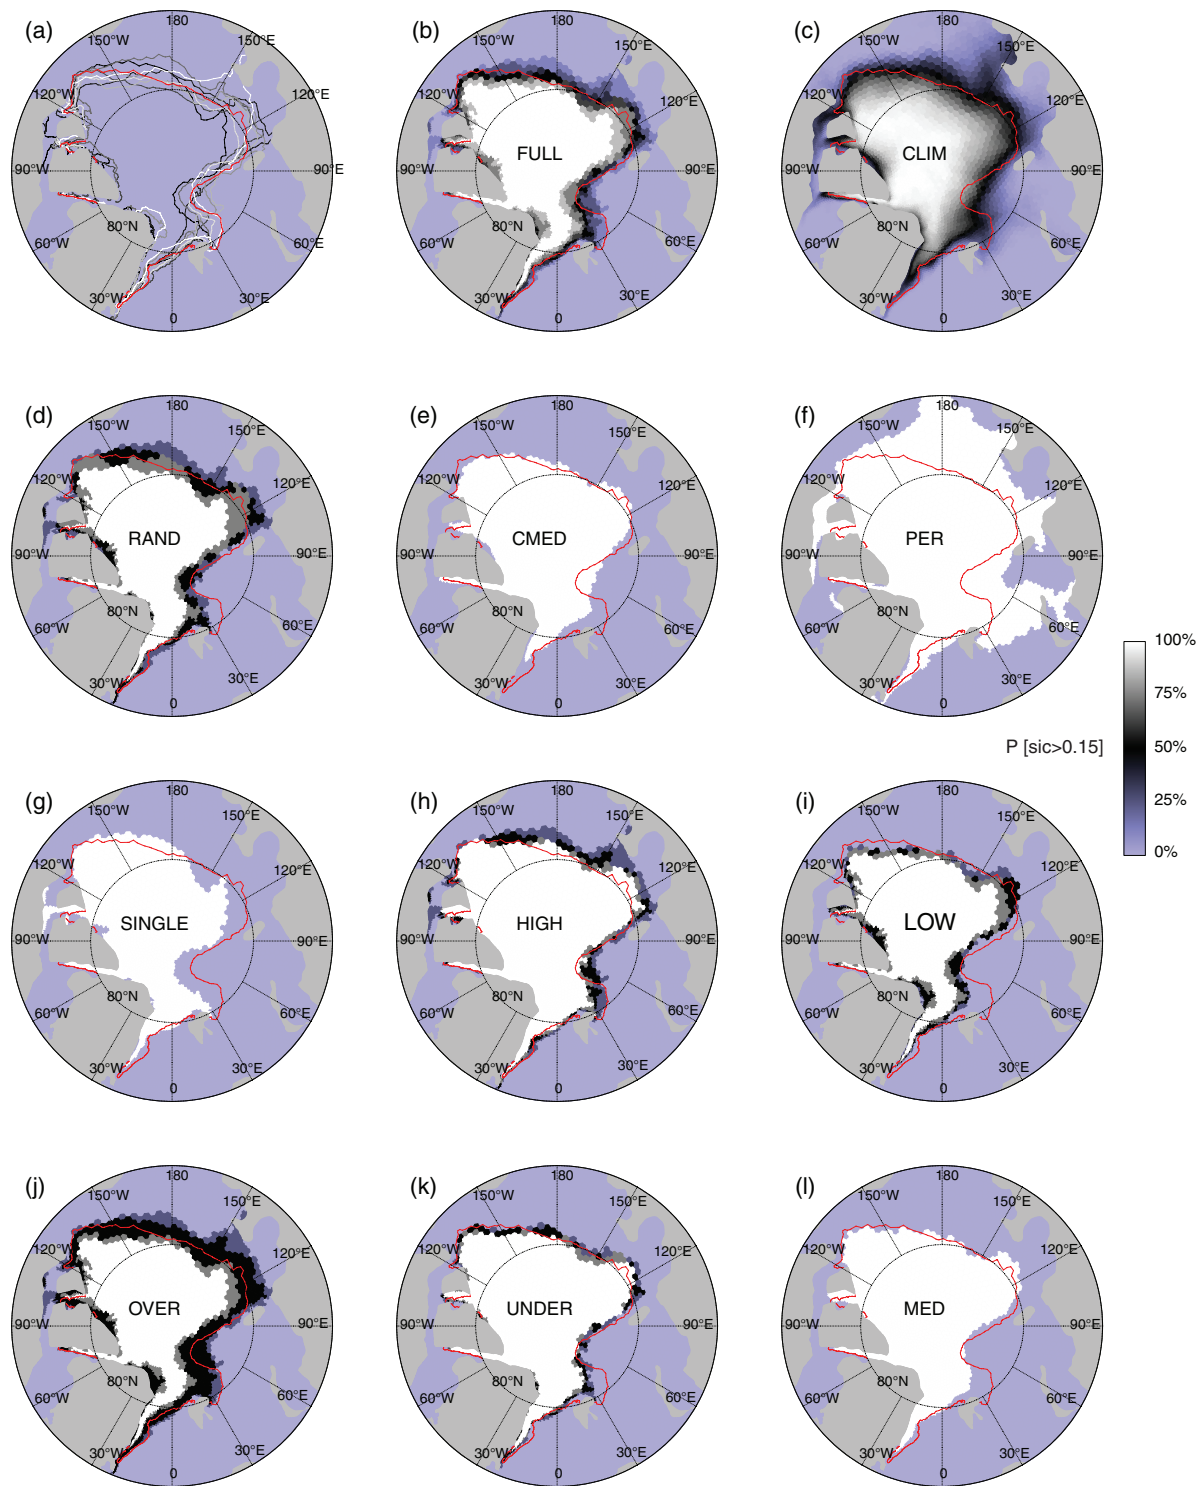 (a)
180
150°W
150°E
120°W
120°E
90°W
90°E
80°N
60°W
60°E
30°W
30°E
0
(b)
180
150°W
150°E
120°W
120°E
FULL
90°W
90°E
80°N
60°W
60°E
30°W
30°E
0
(c)
180
150°W
150°E
120°W
120°E
CLIM
90°W
90°E
80°N
60°W
60°E
30°W
30°E
0
(d)
180
150°W
150°E
120°W
120°E
RAND
90°W
90°E
80°N
60°W
60°E
30°W
30°E
0
(e)
180
150°W
150°E
120°W
120°E
CMED
90°W
90°E
80°N
60°W
60°E
30°W
30°E
0
(f)
180
150°W
150°E
120°W
120°E
PER
90°W
90°E
80°N
60°W
60°E
30°W
30°E
0
100%
75%
P [sic>0.15]
50%
25%
0%
(g)
180
150°W
150°E
120°W
120°E
SINGLE
90°W
90°E
80°N
60°W
60°E
30°W
30°E
0
(h)
180
150°W
150°E
120°W
120°E
HIGH
90°W
90°E
80°N
60°W
60°E
30°W
30°E
0
(i)
180
150°W
150°E
120°W
120°E
LOW
90°W
90°E
80°N
60°W
60°E
30°W
30°E
0
(j)
180
150°W
150°E
120°W
120°E
OVER
90°W
90°E
80°N
60°W
60°E
30°W
30°E
0
(k)
180
150°W
150°E
120°W
120°E
UNDER
90°W
90°E
80°N
60°W
60°E
30°W
30°E
0
(l)
180
150°W
150°E
120°W
120°E
MED
90°W
90°E
80°N
60°W
60°E
30°W
30°E
0